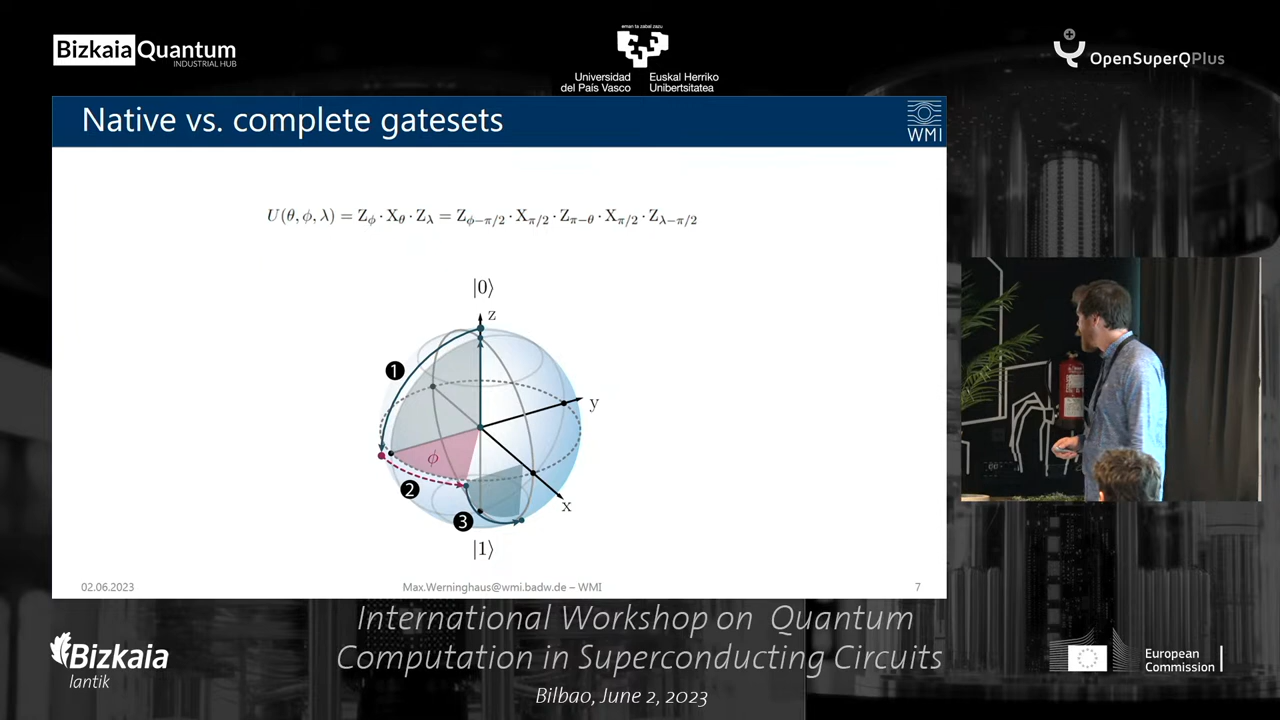 Bizkaia Quantum
INDUSTRIAL HUB
eman ta zabal zazu
Universidad del País Vasco
Euskal Herriko Unibertsitatea
OpenSuperQPlus
Native vs. complete gatesets
WMI
U(θ, ϕ, λ) = Z_ϕ · X_θ · Z_λ = Z_{ϕ−π/2} · X_{π/2} · Z_{π−θ} · X_{π/2} · Z_{λ−π/2}
|0⟩
z
1
y
ϕ
2
x
3
|1⟩
02.06.2023
Max.Werninghaus@wmi.badw.de – WMI
7
International Workshop on Quantum
Computation in Superconducting Circuits
Bilbao, June 2, 2023
Bizkaia
lantik
European
Commission